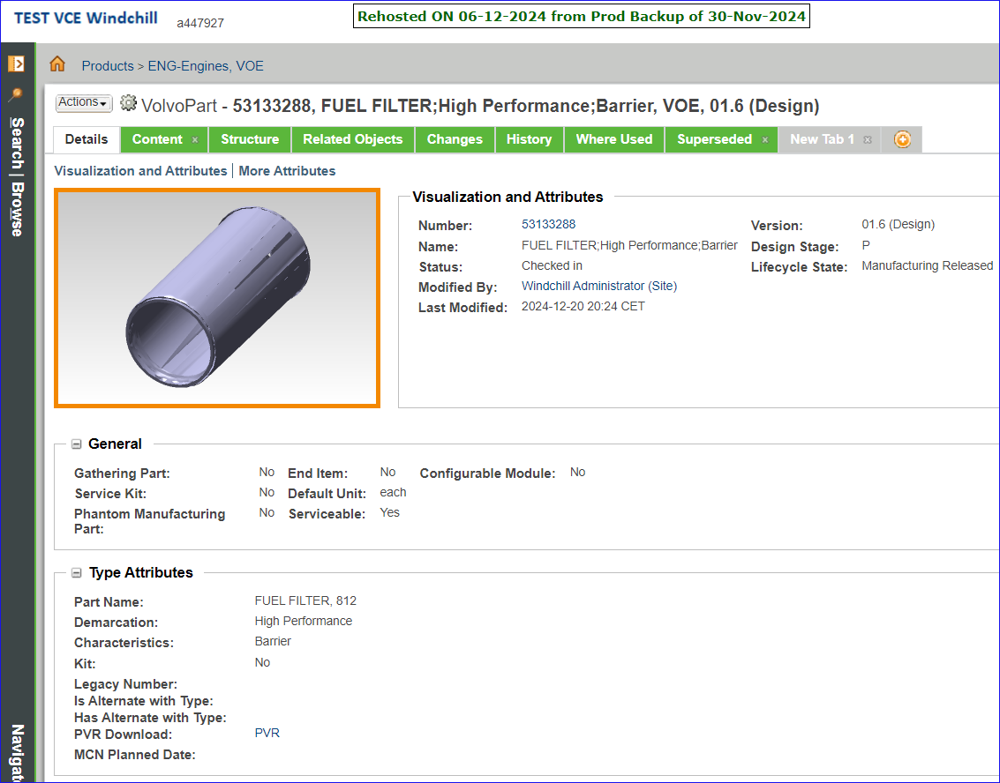 TEST VCE Windchill a447927 Rehosted ON 06-12-2024 from Prod Backup of 30-Nov-2024
Products > ENG-Engines, VOE
Actions VolvoPart - 53133288, FUEL FILTER;High Performance;Barrier, VOE, 01.6 (Design)
Details Content Structure Related Objects Changes History Where Used Superseded New Tab 1
Search | Browse
Visualization and Attributes | More Attributes
Visualization and Attributes
Number: 53133288 Version: 01.6 (Design)
Name: FUEL FILTER;High Performance;Barrier Design Stage: P
Status: Checked in Lifecycle State: Manufacturing Released
Modified By: Windchill Administrator (Site)
Last Modified: 2024-12-20 20:24 CET
General
Gathering Part: No End Item: No Configurable Module: No
Service Kit: No Default Unit: each
Phantom Manufacturing No Serviceable: Yes
Part:
Type Attributes
Part Name: FUEL FILTER, 812
Demarcation: High Performance
Characteristics: Barrier
Kit: No
Legacy Number:
Is Alternate with Type:
Has Alternate with Type:
PVR Download: PVR
MCN Planned Date:
Navigat